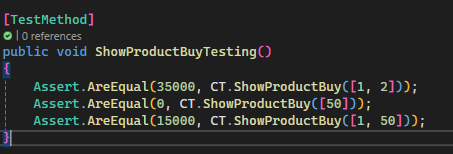 [TestMethod]
| 0 references
public void ShowProductBuyTesting()
{
Assert.AreEqual(35000, CT.ShowProductBuy([1, 2]));
Assert.AreEqual(0, CT.ShowProductBuy([50]));
Assert.AreEqual(15000, CT.ShowProductBuy([1, 50]));
}